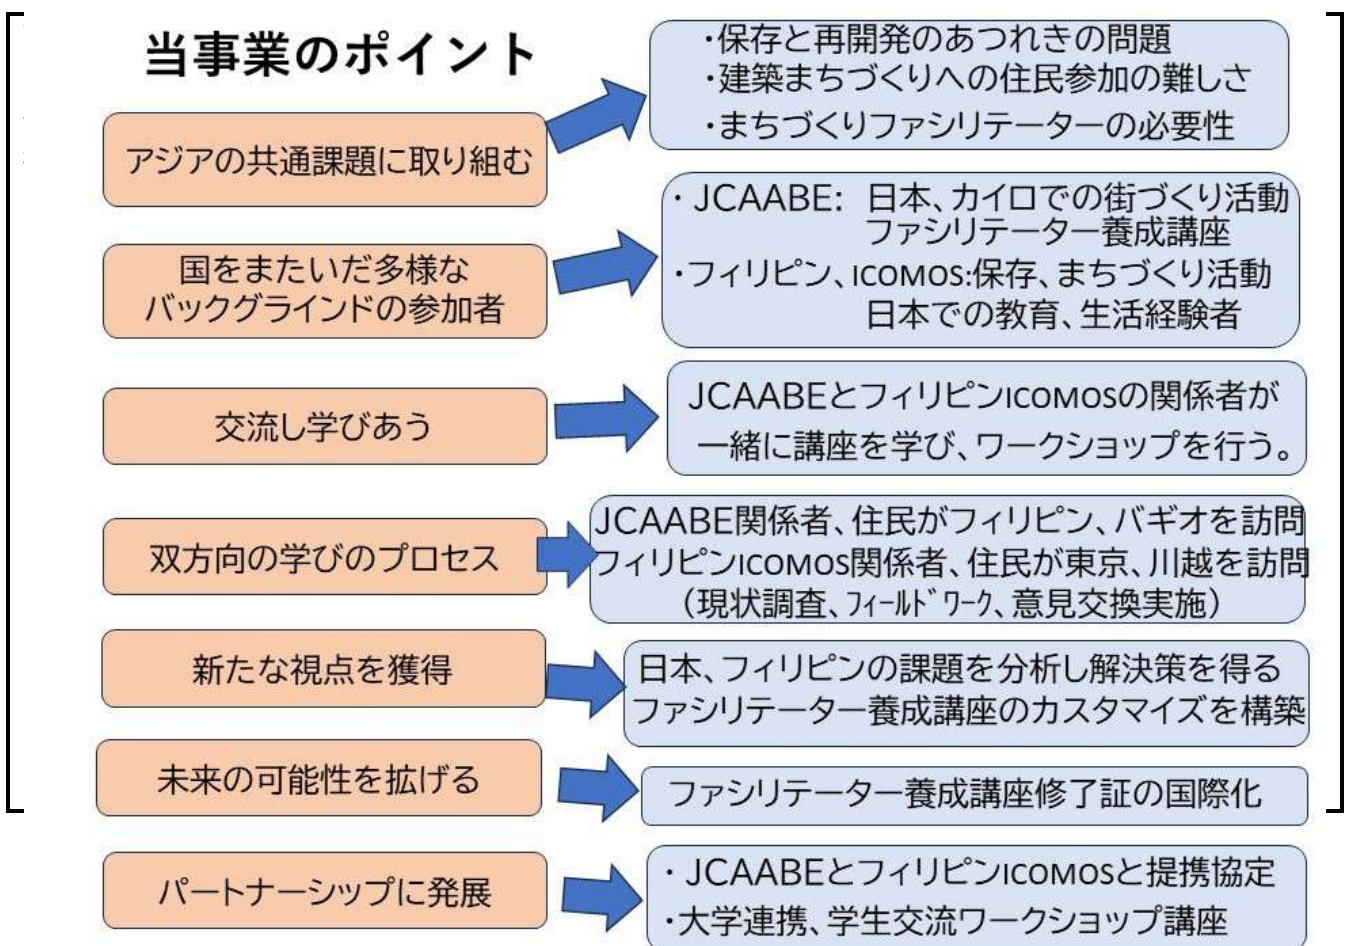 当事業のポイント
アジアの共通課題に取り組む
・保存と再開発のあつれきの問題
・建築まちづくりへの住民参加の難しさ
・まちづくりファシリテーターの必要性
国をまたいだ多様な
バックグラインドの参加者
・JCAABE: 日本、カイロでの街づくり活動
ファシリテーター養成講座
・フィリピン、ICOMOS:保存、まちづくり活動
日本での教育、生活経験者
交流し学びあう
JCAABEとフィリピンICOMOSの関係者が
一緒に講座を学び、ワークショップを行う。
双方向の学びのプロセス
JCAABE関係者、住民がフィリピン、バギオを訪問
フィリピンICOMOS関係者、住民が東京、川越を訪問
(現状調査、フィールドワーク、意見交換実施)
新たな視点を獲得
日本、フィリピンの課題を分析し解決策を得る
ファシリテーター養成講座のカスタマイズを構築
未来の可能性を拡げる
ファシリテーター養成講座修了証の国際化
パートナーシップに発展
・JCAABEとフィリピンICOMOSと提携協定
・大学連携、学生交流ワークショップ講座